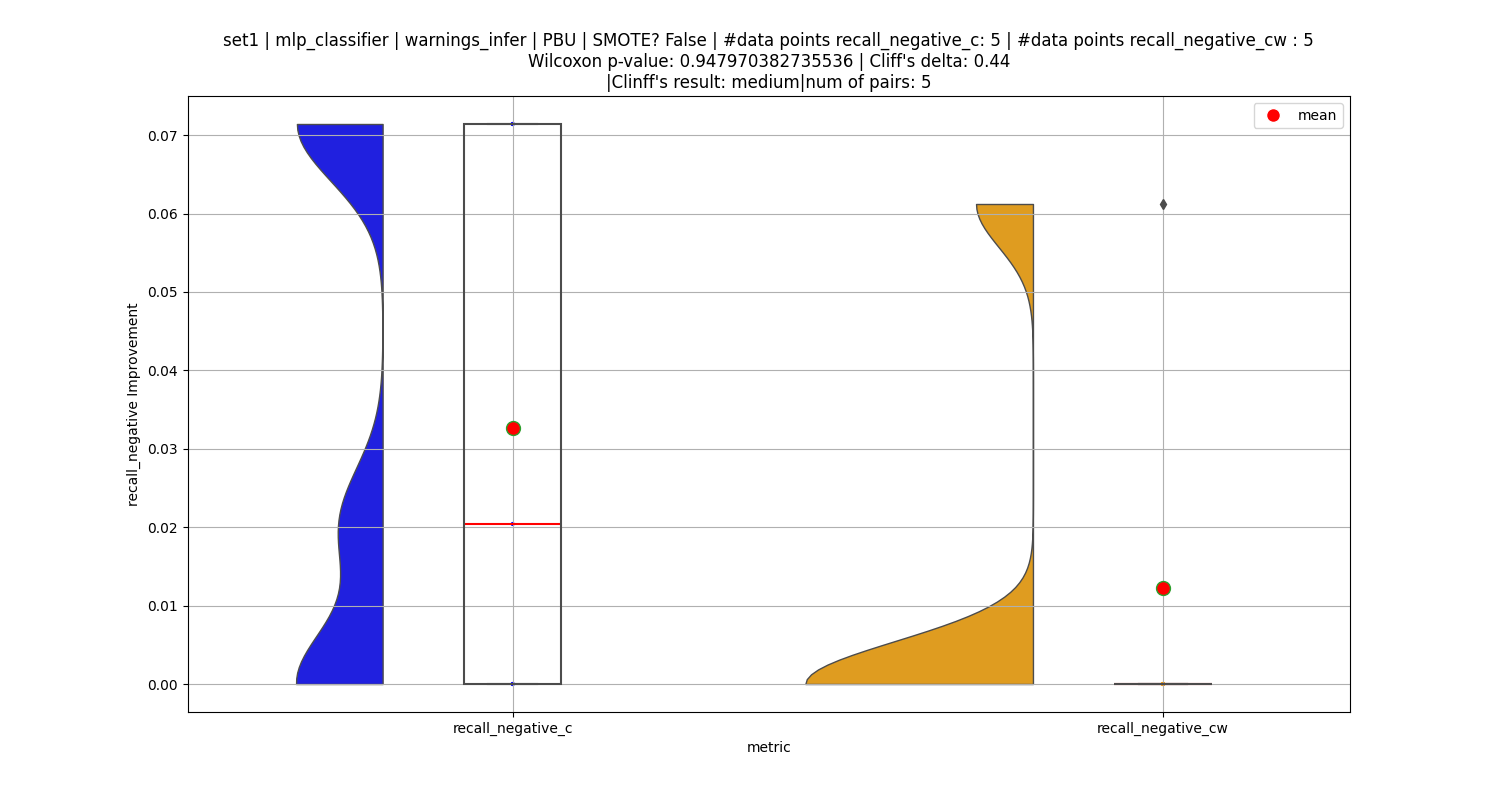 set1 | mlp_classifier | warnings_infer | PBU | SMOTE? False | #data points recall_negative_c: 5 | #data points recall_negative_cw : 5
Wilcoxon p-value: 0.947970382735536 | Cliff's delta: 0.44
|Clinff's result: medium|num of pairs: 5
mean
recall_negative Improvement
0.07
0.06
0.05
0.04
0.03
0.02
0.01
0.00
recall_negative_c
recall_negative_cw
metric